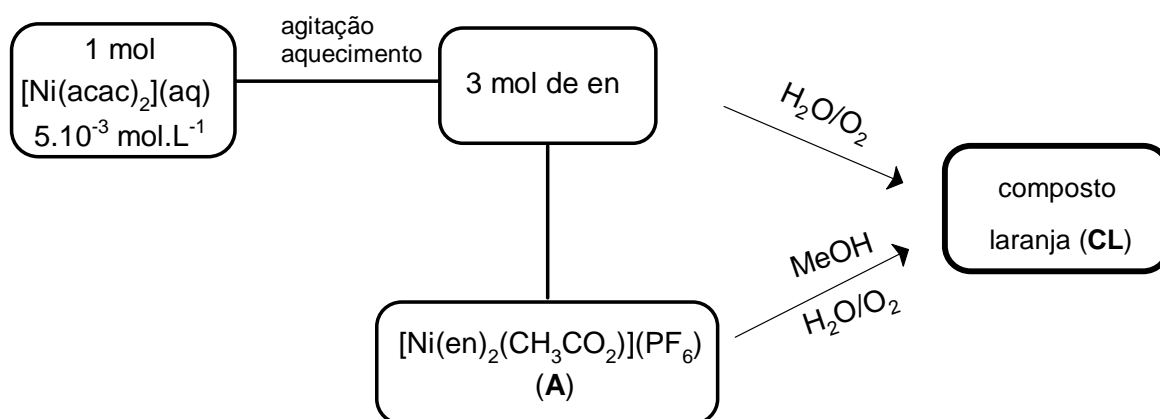 1 mol
[Ni(acac)₂](aq)
5.10⁻³ mol.L⁻¹
agitação
aquecimento
3 mol de en
H₂O/O₂
MeOH
H₂O/O₂
composto
laranja (CL)
[Ni(en)₂(CH₃CO₂)](PF₆)
(A)